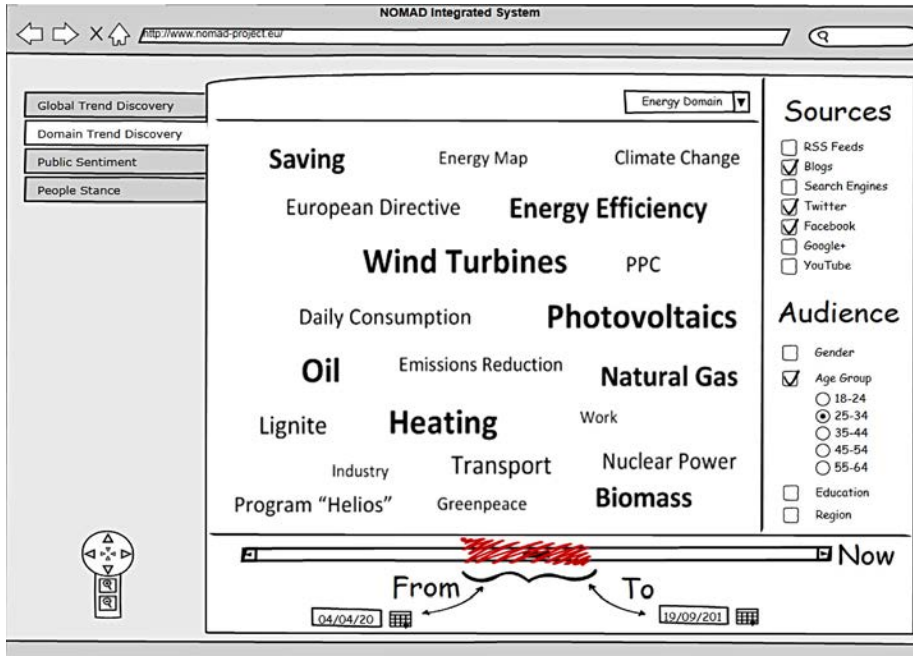 NOMAD Integrated System
http://www.nomad-project.eu/
Global Trend Discovery
Domain Trend Discovery
Public Sentiment
People Stance
Energy Domain
Saving Energy Map Climate Change
European Directive Energy Efficiency
Wind Turbines PPC
Daily Consumption Photovoltaics
Oil Emissions Reduction Natural Gas
Lignite Heating Work
Industry Transport Nuclear Power
Program “Helios” Greenpeace Biomass
Sources
RSS Feeds
Blogs
Search Engines
Twitter
Facebook
Google+
YouTube
Audience
Gender
Age Group
18-24
25-34
35-44
45-54
55-64
Education
Region
Now
From To
04/04/20 19/09/201